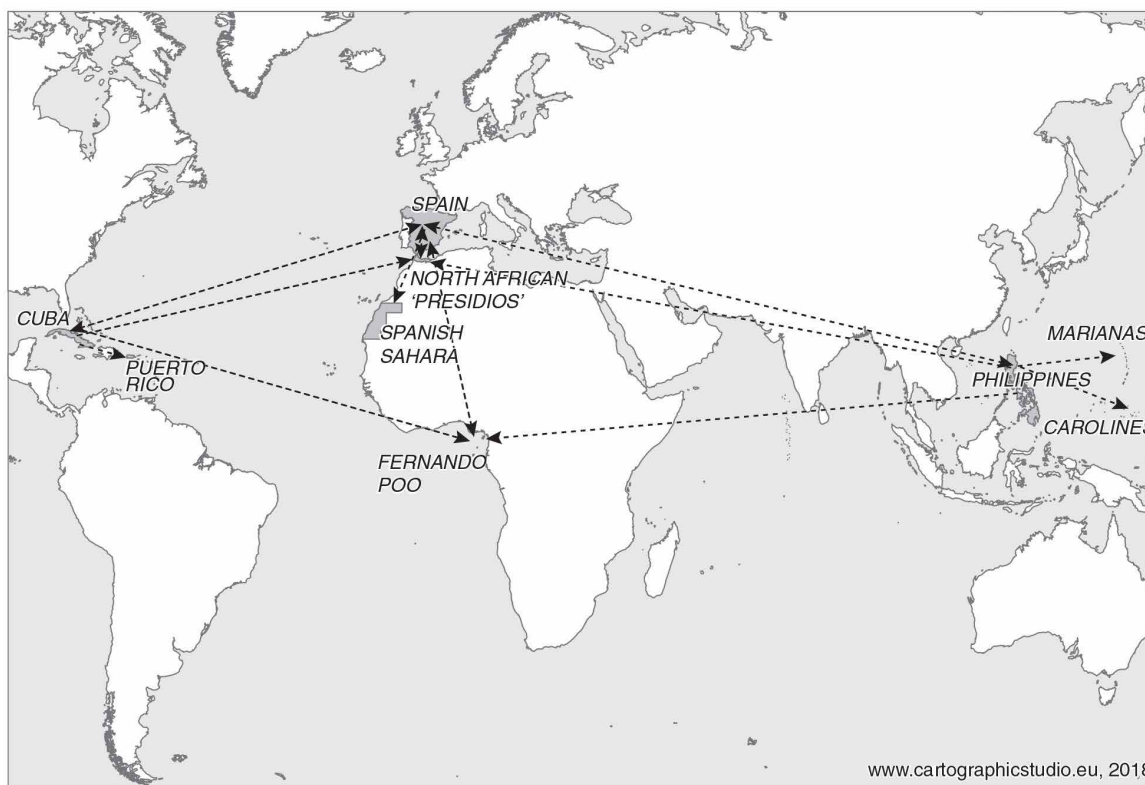 SPAIN
NORTH AFRICAN
'PRESIDIOS'
CUBA
SPANISH
SAHARA
PUERTO
RICO
MARIANAS
PHILIPPINES
CAROLINES
FERNANDO
POO
www.cartographicstudio.eu, 2018